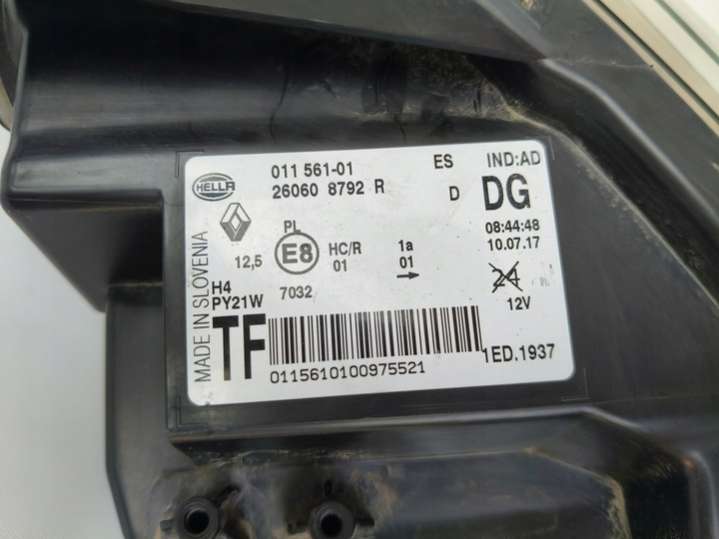 HELLA
011 561-01 ES IND:AD
26060 8792 R D DG
08:44:48
10.07.17
PL
12,5 E8 HC/R 1a
01 01 →
H4 7032 24
PY21W 12V
TF
0115610100975521
1ED.1937
MADE IN SLOVENIA